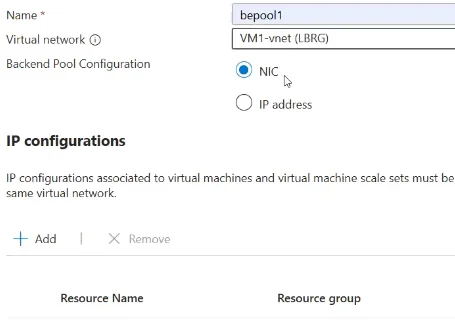 Name * bepool1
Virtual network VM1-vnet (LBRG)
Backend Pool Configuration
NIC
IP address
IP configurations
IP configurations associated to virtual machines and virtual machine scale sets must be
same virtual network.
+ Add | × Remove
Resource Name Resource group